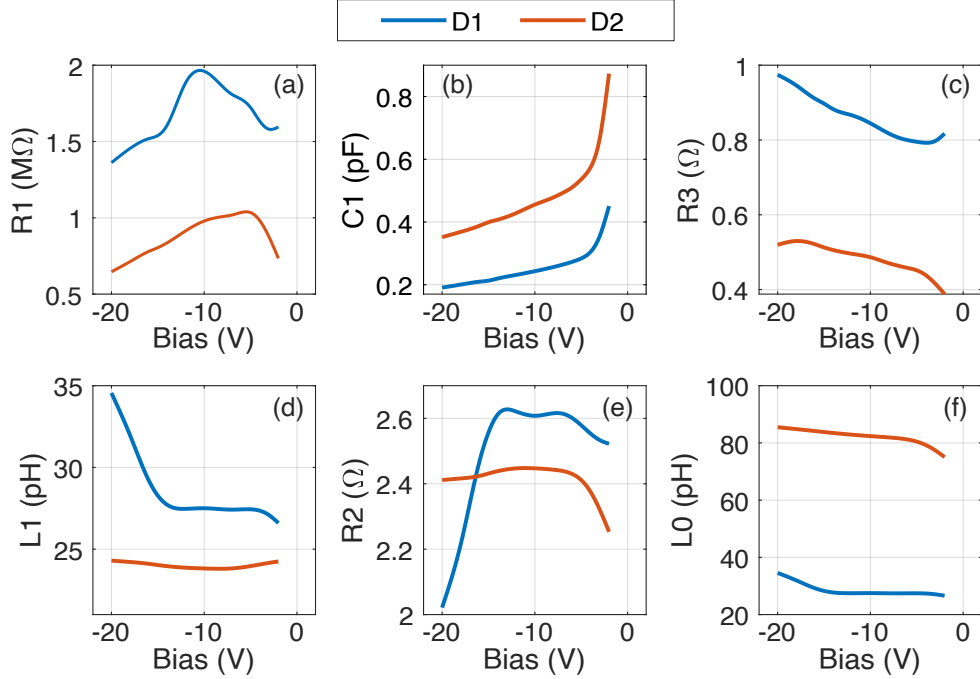 D1 D2
(a)
2
1.5
1
0.5
R1 (MΩ)
-20 -10 0
Bias (V)
(b)
0.8
0.6
0.4
0.2
C1 (pF)
-20 -10 0
Bias (V)
(c)
1
0.8
0.6
0.4
R3 (Ω)
-20 -10 0
Bias (V)
(d)
35
30
25
L1 (pH)
-20 -10 0
Bias (V)
(e)
2.6
2.4
2.2
2
R2 (Ω)
-20 -10 0
Bias (V)
(f)
100
80
60
40
20
L0 (pH)
-20 -10 0
Bias (V)